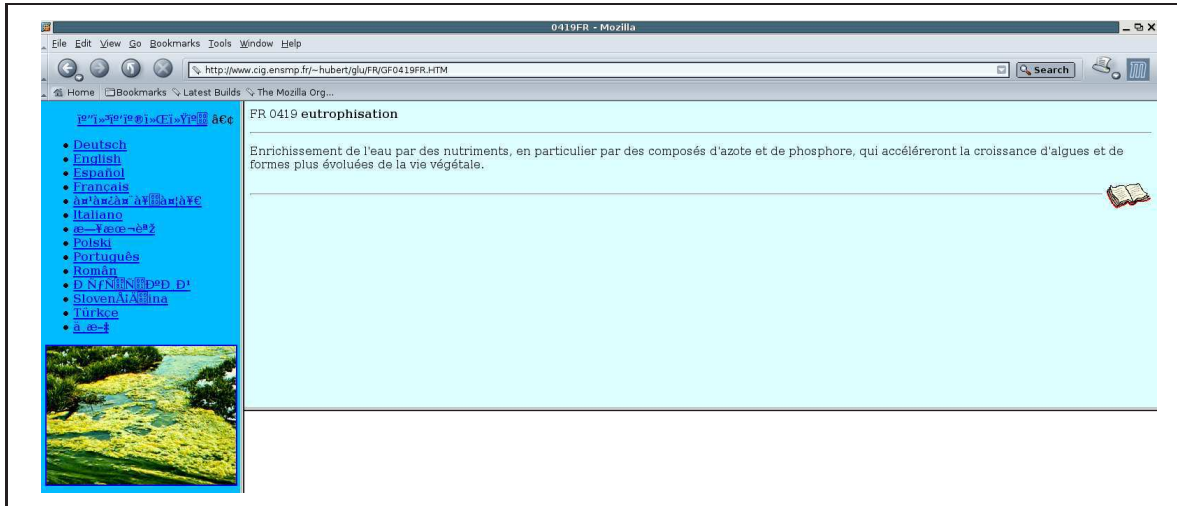 0419FR - Mozilla
File Edit View Go Bookmarks Tools Window Help
http://www.cig.ensmp.fr/~hubert/glu/FR/GF0419FR.HTM
Search
Home Bookmarks Latest Builds The Mozilla Org...
FR 0419 eutrophisation
Enrichissement de l'eau par des nutriments, en particulier par des composés d'azote et de phosphore, qui accéléreront la croissance d'algues et de
formes plus évoluées de la vie végétale.
Deutsch
English
Español
Français
Italiano
Polski
Português
Român
Türkçe